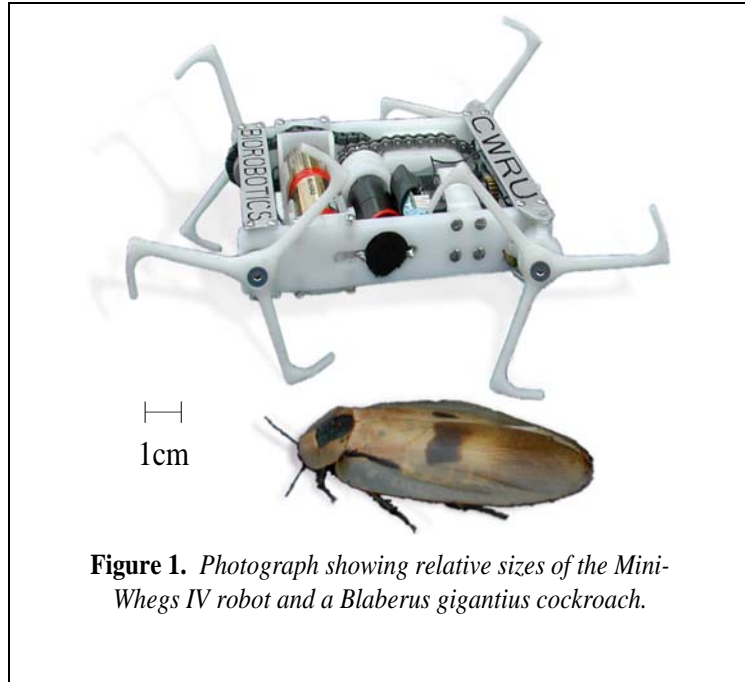 BIOROBOTICS
CWRU
1cm
Figure 1. Photograph showing relative sizes of the Mini-
Whegs IV robot and a Blaberus gigantius cockroach.